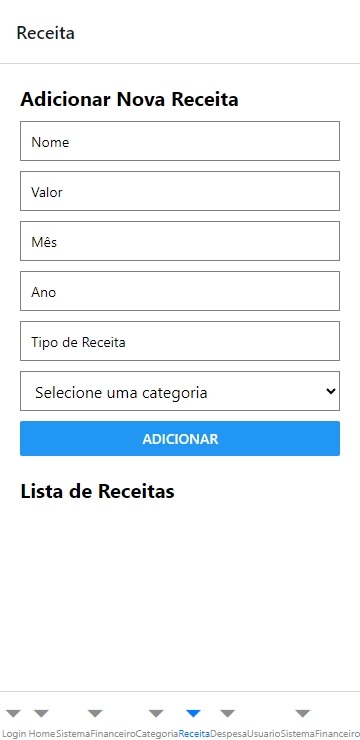 Receita
Adicionar Nova Receita
Nome
Valor
Mês
Ano
Tipo de Receita
Selecione uma categoria
ADICIONAR
Lista de Receitas
Login Home SistemaFinanceiro Categoria Receita Despesa UsuarioSistemaFinanceiro